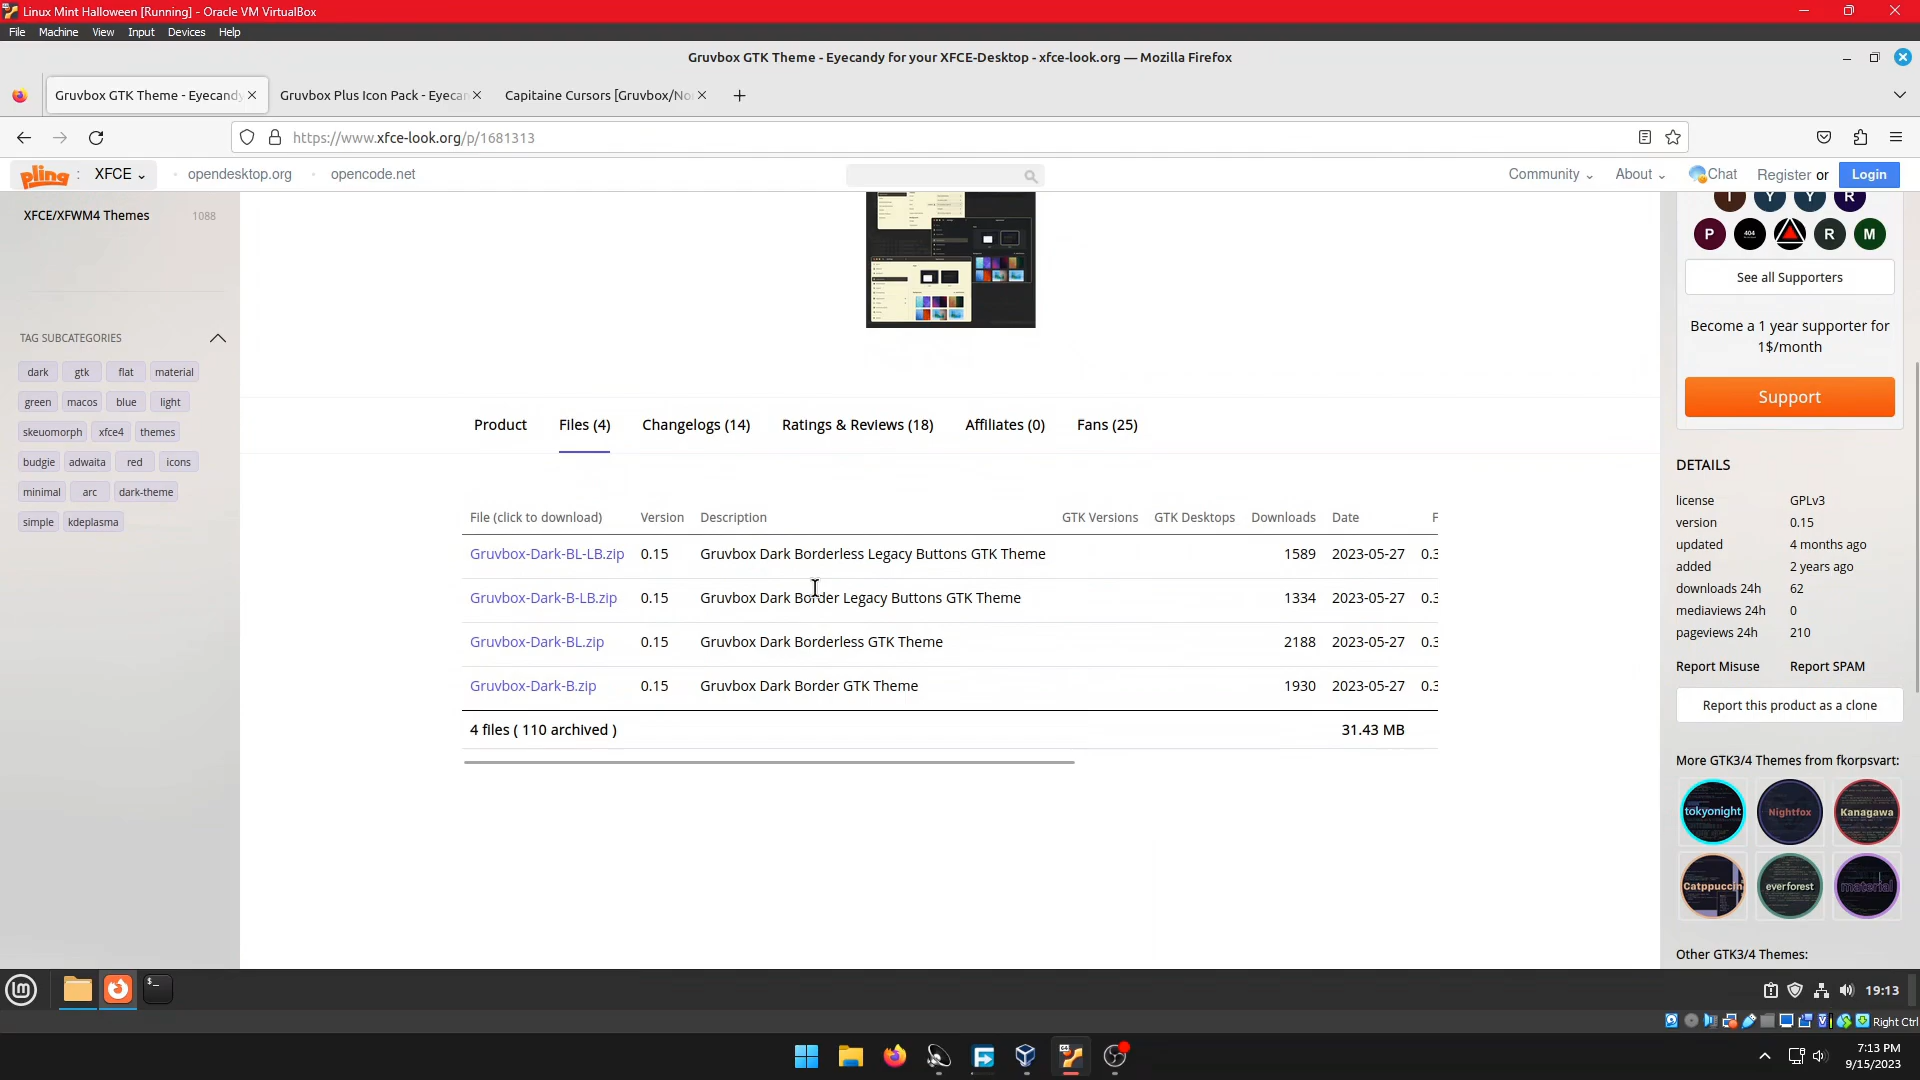 Linux Mint Halloween [Running] - Oracle VM VirtualBox
File Machine View Input Devices Help
Gruvbox GTK Theme - Eyecandy for your XFCE-Desktop - xfce-look.org — Mozilla Firefox
Gruvbox GTK Theme - Eyecandy
Gruvbox Plus Icon Pack - Eyecan
Capitaine Cursors [Gruvbox/No
https://www.xfce-look.org/p/1681313
pling : XFCE
opendesktop.org
opencode.net
Community
About
Chat
Register or Login
XFCE/XFWM4 Themes 1088
TAG SUBCATEGORIES
dark gtk flat material
green macos blue light
skeuomorph xfce4 themes
budgie adwaita red icons
minimal arc dark-theme
simple kdeplasma
Product Files (4) Changelogs (14) Ratings & Reviews (18) Affiliates (0) Fans (25)
File (click to download) Version Description GTK Versions GTK Desktops Downloads Date F
Gruvbox-Dark-BL-LB.zip 0.15 Gruvbox Dark Borderless Legacy Buttons GTK Theme 1589 2023-05-27 0.3
Gruvbox-Dark-B-LB.zip 0.15 Gruvbox Dark Border Legacy Buttons GTK Theme 1334 2023-05-27 0.3
Gruvbox-Dark-BL.zip 0.15 Gruvbox Dark Borderless GTK Theme 2188 2023-05-27 0.3
Gruvbox-Dark-B.zip 0.15 Gruvbox Dark Border GTK Theme 1930 2023-05-27 0.3
4 files ( 110 archived ) 31.43 MB
T Y Y R
P 404 R M
See all Supporters
Become a 1 year supporter for
1$/month
Support
DETAILS
license GPLv3
version 0.15
updated 4 months ago
added 2 years ago
downloads 24h 62
mediaviews 24h 0
pageviews 24h 210
Report Misuse Report SPAM
Report this product as a clone
More GTK3/4 Themes from fkorpsvart:
tokyonight Nightfox Kanagawa
Catppuccin everforest material
Other GTK3/4 Themes:
19:13
Right Ctrl
7:13 PM
9/15/2023